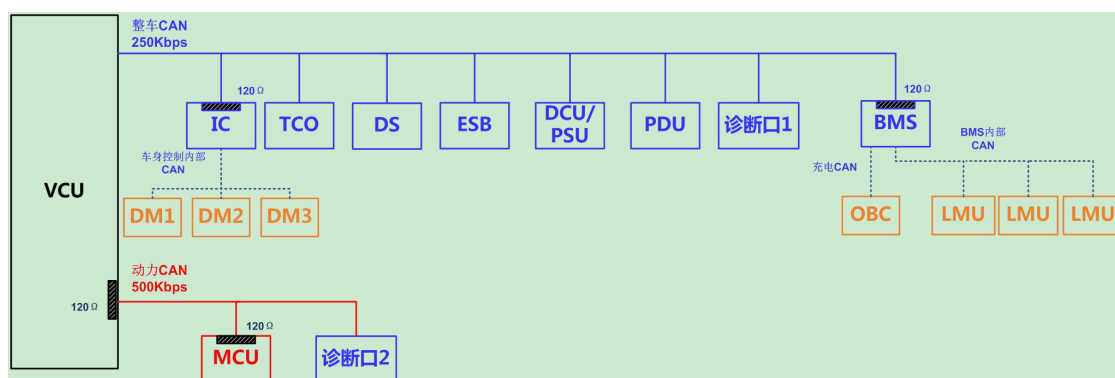 整车CAN
250Kbps
120Ω
120Ω
IC
TCO
DS
ESB
DCU/
PSU
PDU
诊断口1
BMS
车身控制内部
CAN
充电CAN
BMS内部
CAN
VCU
DM1
DM2
DM3
OBC
LMU
LMU
LMU
动力CAN
500Kbps
120Ω
120Ω
MCU
诊断口2